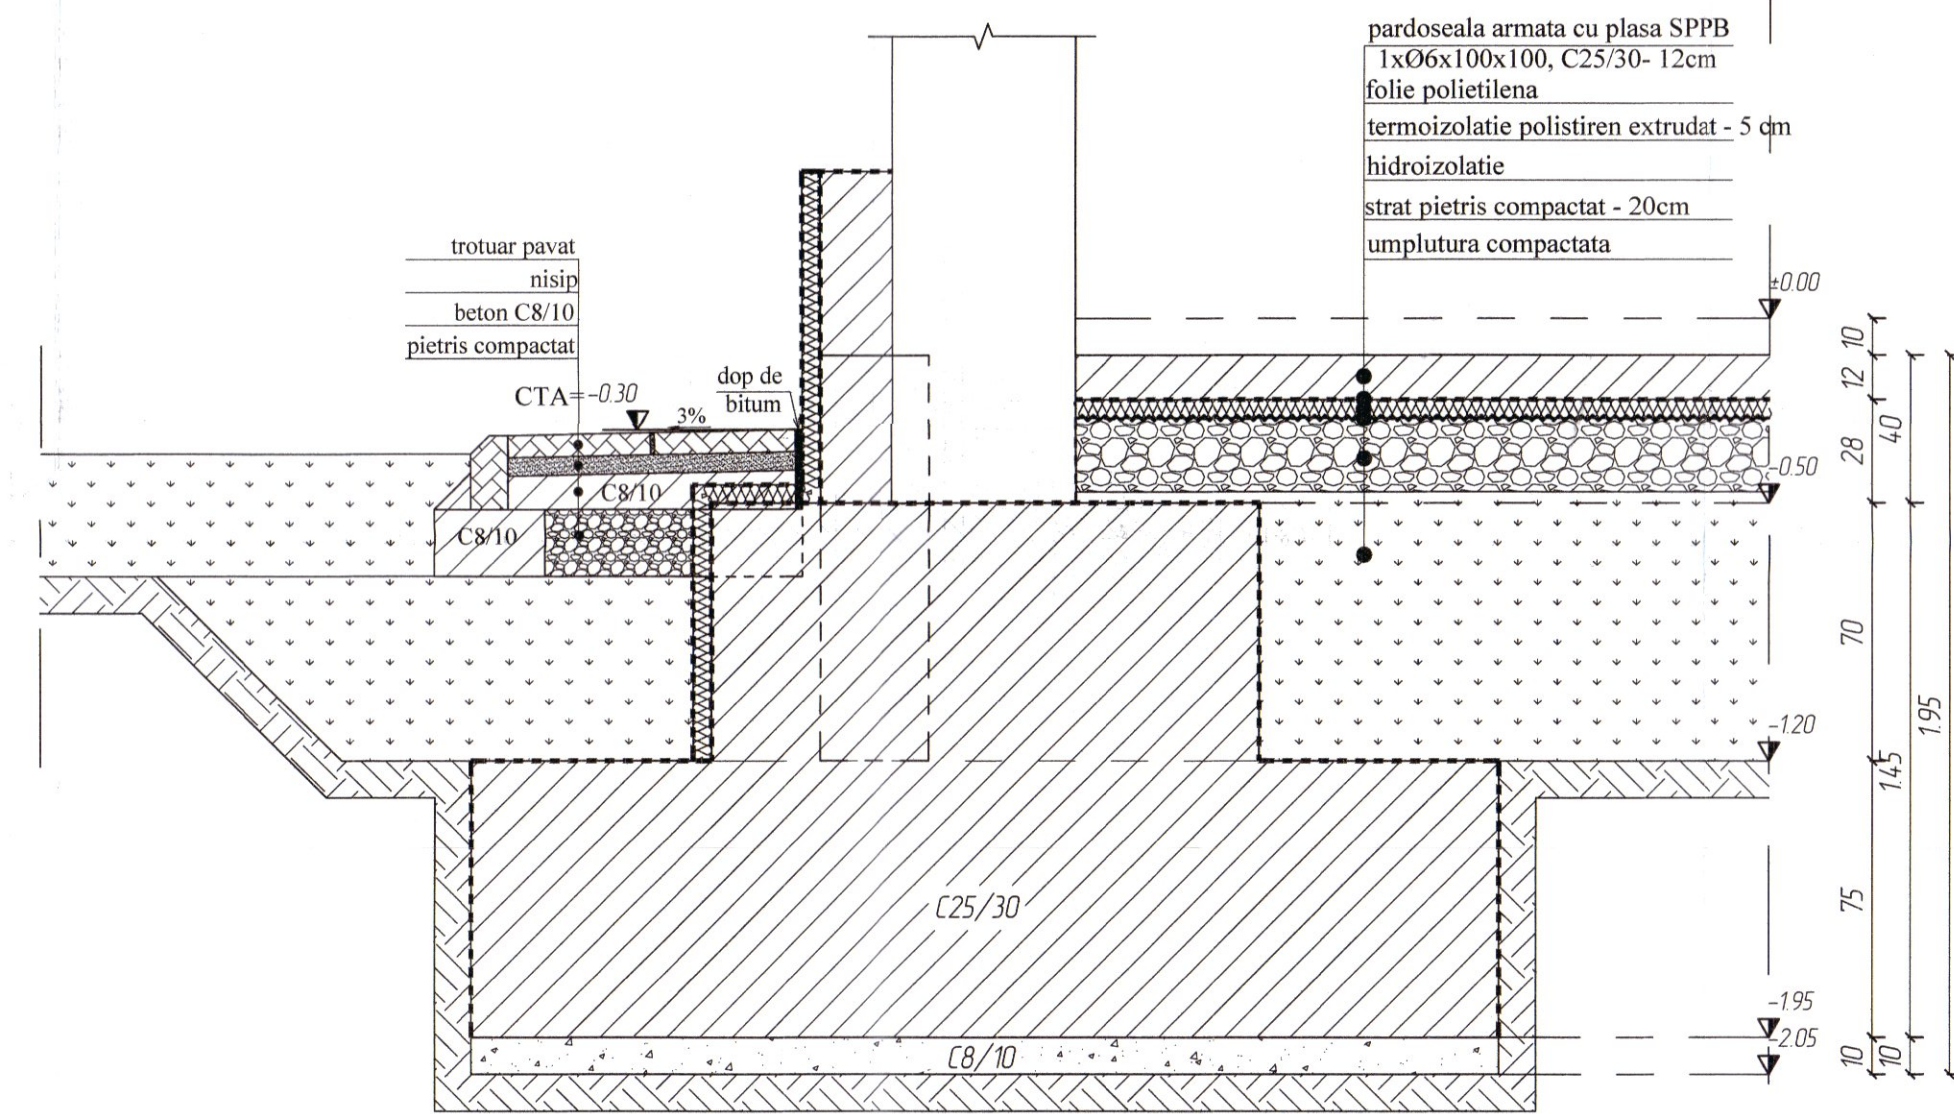 pardoseala armata cu plasa SPPB
1xØ6x100x100, C25/30- 12cm
folie polietilena
termoizolatie polistiren extrudat - 5 cm
hidroizolatie
strat pietris compactat - 20cm
umplutura compactata
trotuar pavat
nisip
beton C8/10
pietris compactat
CTA=-0.30
3%
dop de
bitum
±0.00
10
12
40
28
-0.50
C8/10
C8/10
70
-1.20
1.95
1.45
C25/30
75
-1.95
-2.05
C8/10
10
10